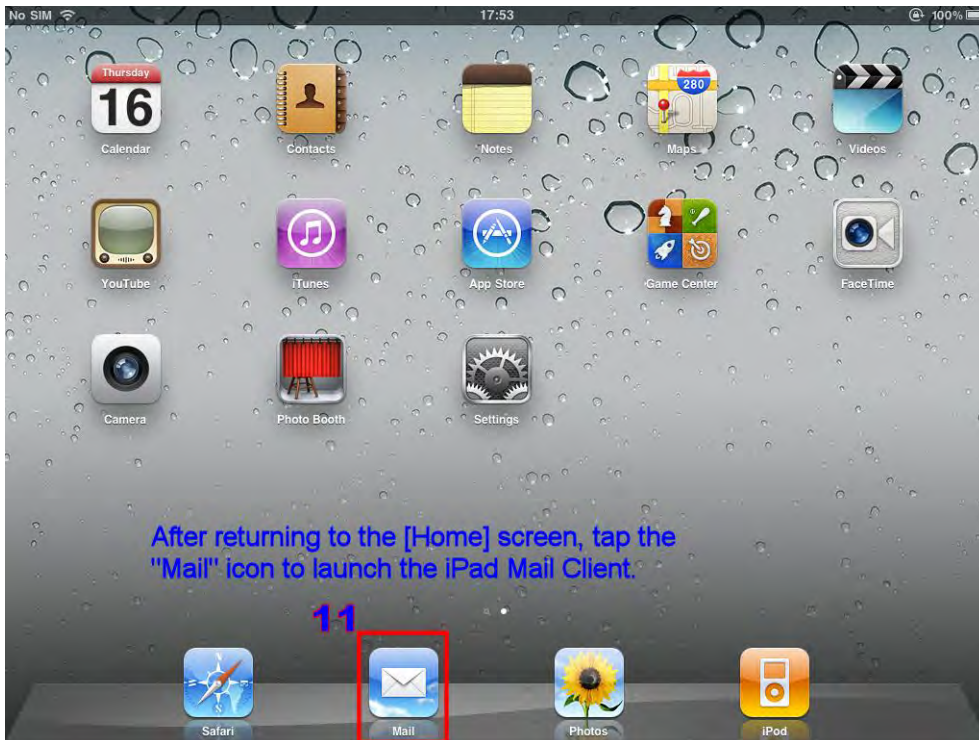 No SIM 17:53 100%
Thursday
16 280
Calendar Contacts Notes Maps Videos
YouTube iTunes App Store Game Center FaceTime
Camera Photo Booth Settings
After returning to the [Home] screen, tap the
"Mail" icon to launch the iPad Mail Client.
11
S
Safari Mail Photos iPod